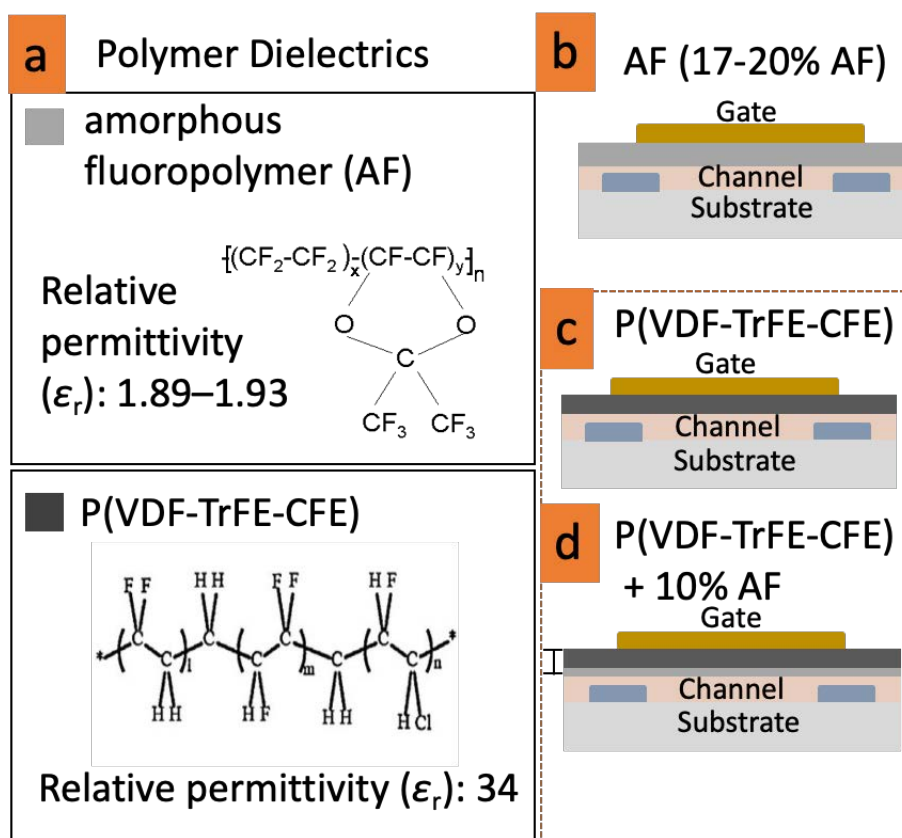 a
Polymer Dielectrics
amorphous
fluoropolymer (AF)
-[(CF₂-CF₂)ₓ-(CF-CF)ᵧ]ₙ
O O
C
CF₃ CF₃
Relative
permittivity
(εᵣ): 1.89–1.93
P(VDF-TrFE-CFE)
F F H H F F H F
* ( C C )l C ( C C )m C ( C C )n *
H H H F H H H Cl
Relative permittivity (εᵣ): 34
b
AF (17-20% AF)
Gate
Channel
Substrate
c
P(VDF-TrFE-CFE)
Gate
Channel
Substrate
d
P(VDF-TrFE-CFE)
+ 10% AF
Gate
Channel
Substrate